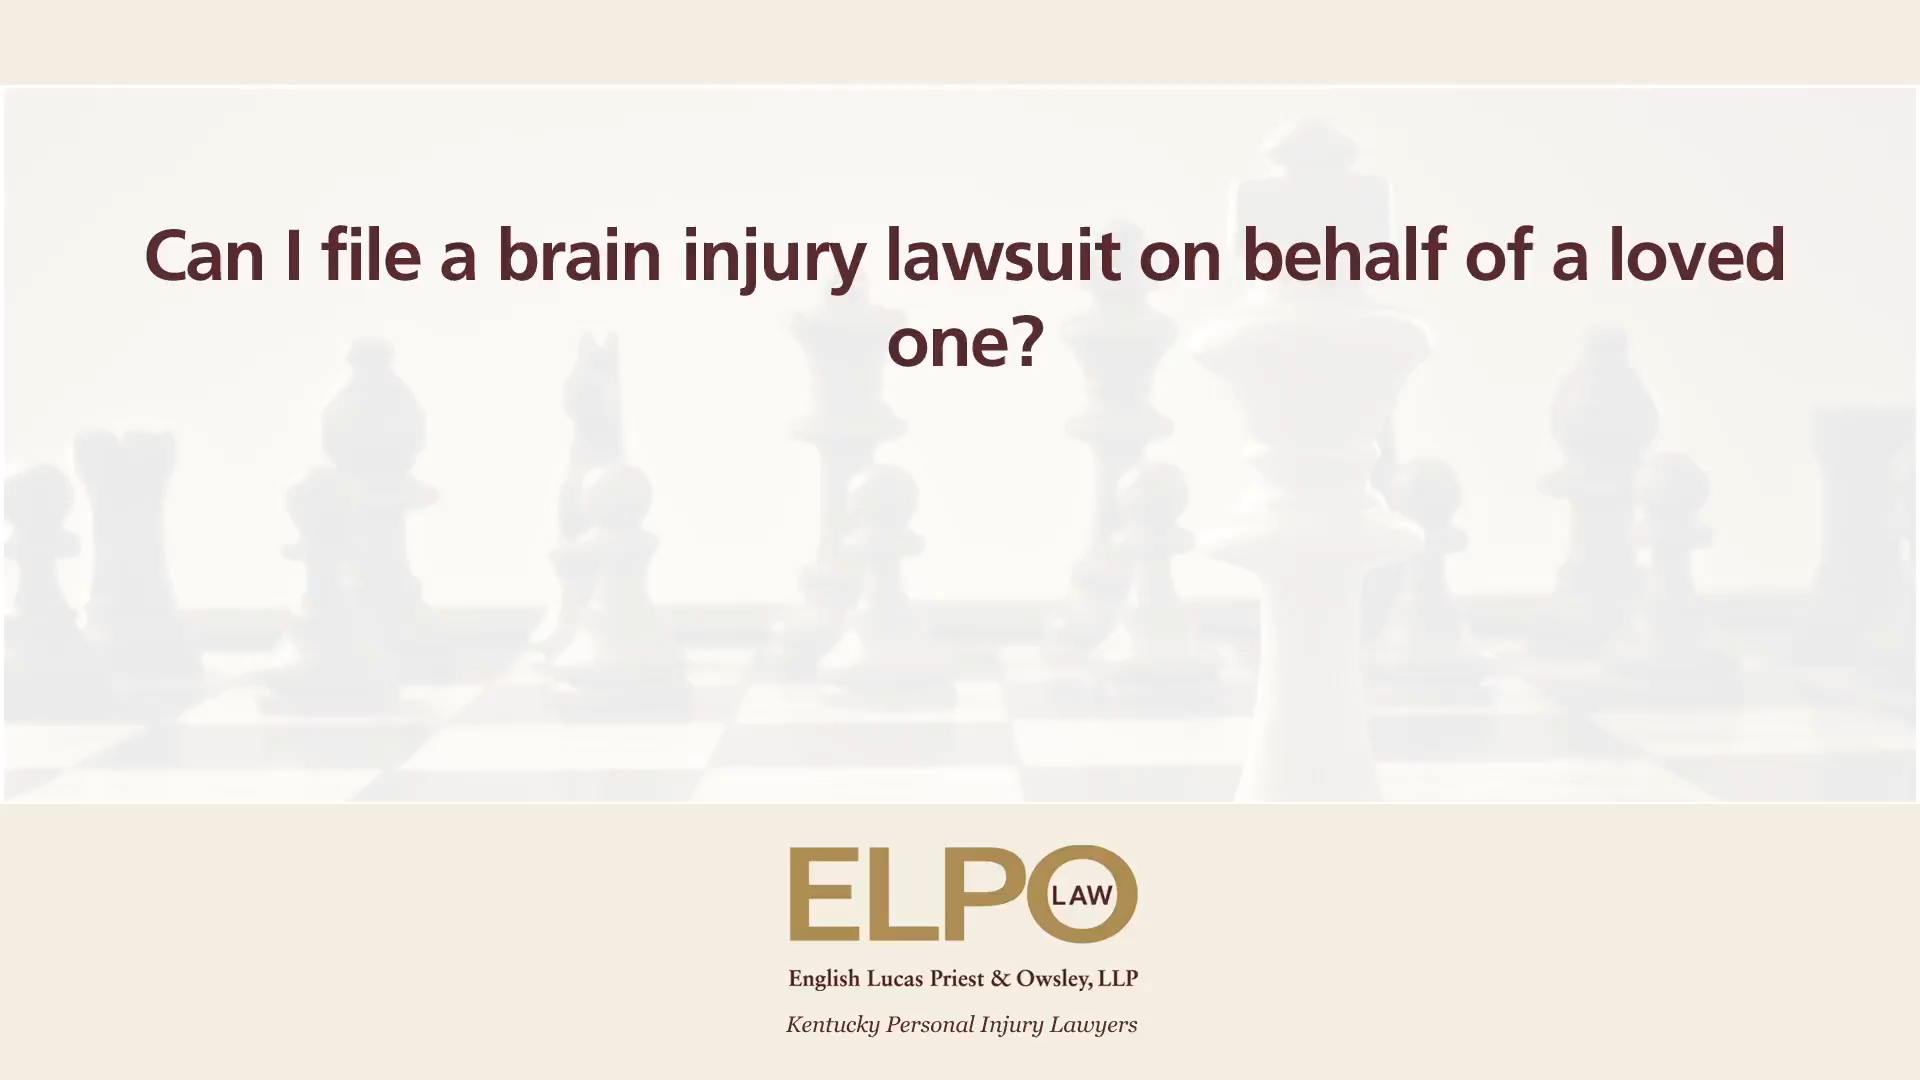 Can I file a brain injury lawsuit on behalf of a loved
one?
ELPO
LAW
English Lucas Priest & Owsley, LLP
Kentucky Personal Injury Lawyers